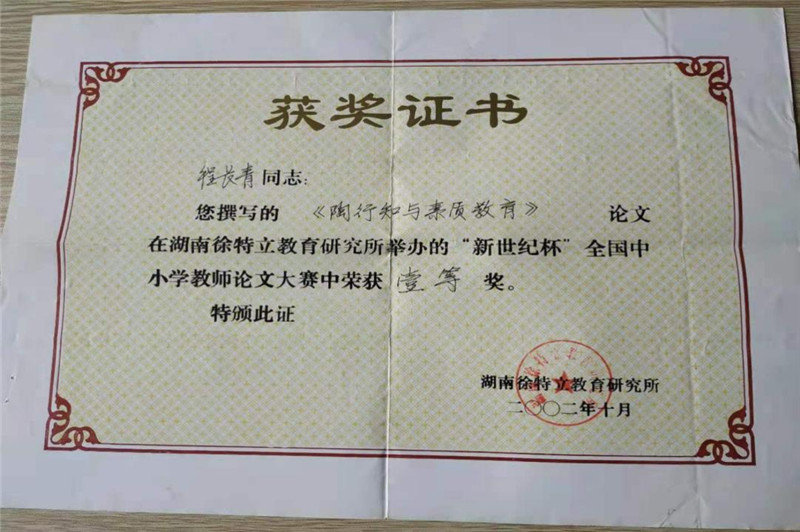 获奖证书
程长青同志：
您撰写的《陶行知与素质教育》论文
在湖南徐特立教育研究所举办的“新世纪杯”全国中
小学教师论文大赛中荣获壹等奖。
特颁此证
湖南徐特立教育研究所
二〇〇二年十月